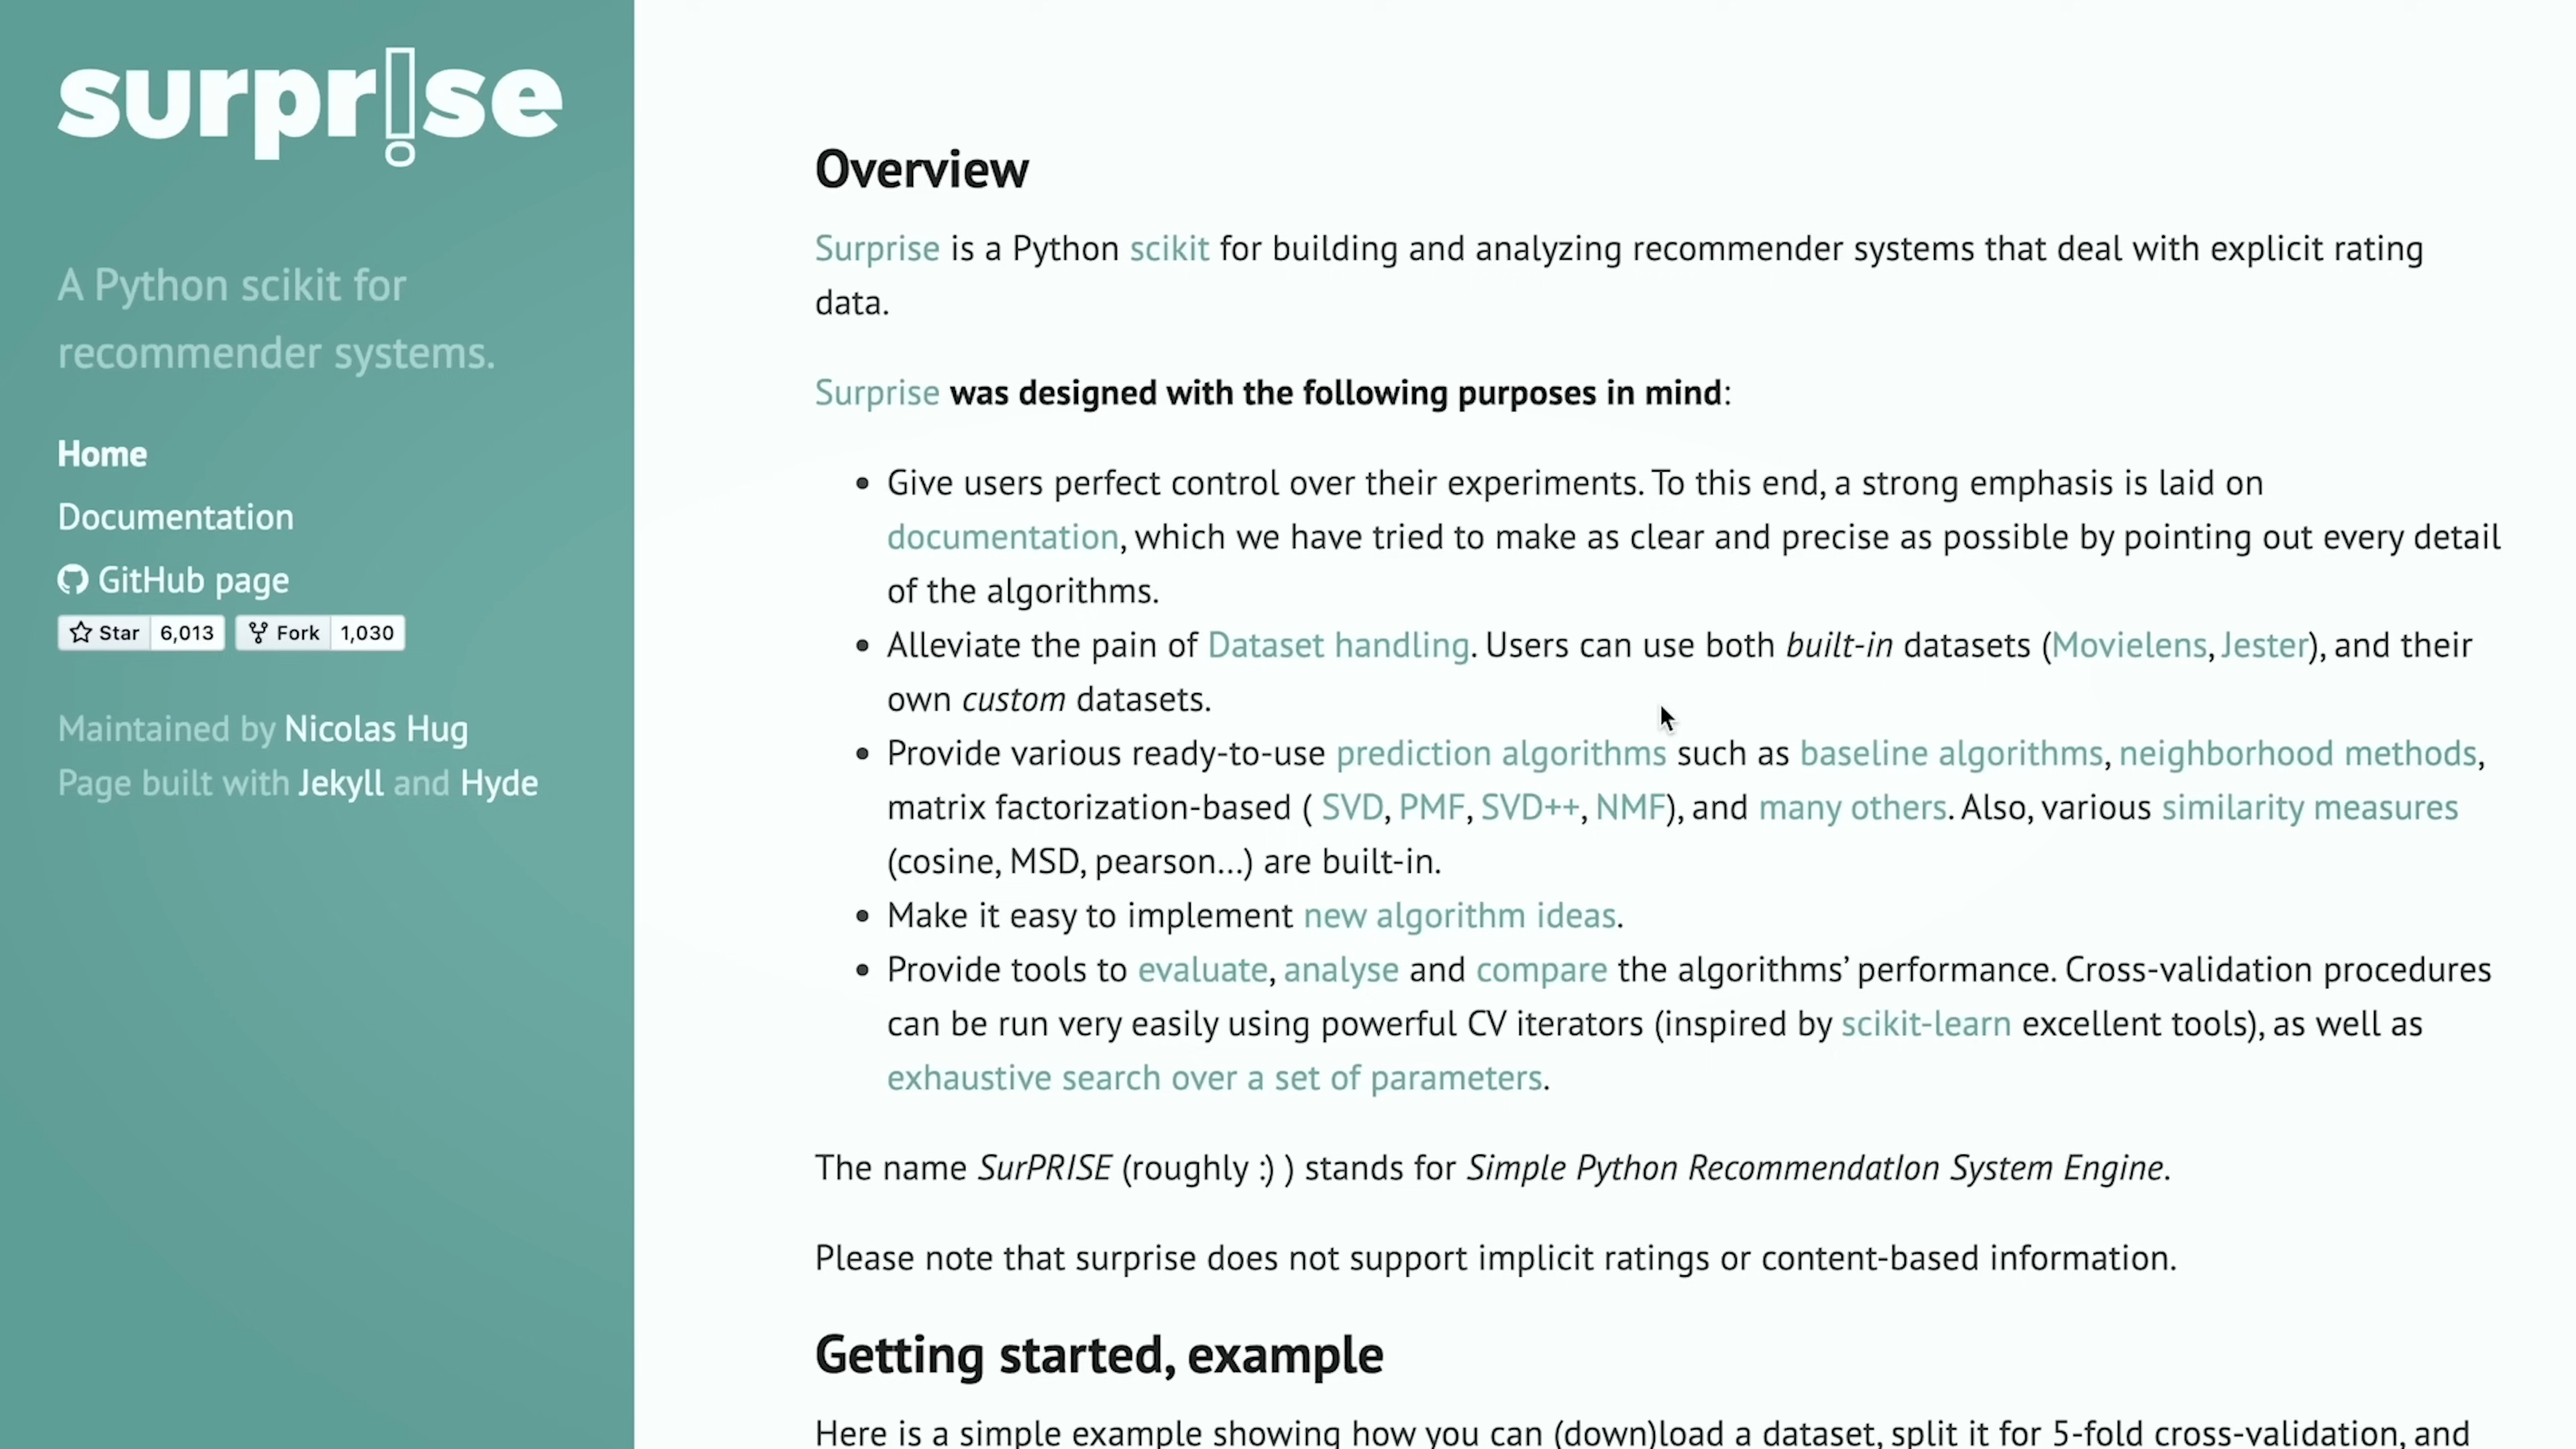 surpr!se
A Python scikit for
recommender systems.
Home
Documentation
GitHub page
Star 6,013 Fork 1,030
Maintained by Nicolas Hug
Page built with Jekyll and Hyde
Overview
Surprise is a Python scikit for building and analyzing recommender systems that deal with explicit rating
data.
Surprise was designed with the following purposes in mind:
• Give users perfect control over their experiments. To this end, a strong emphasis is laid on
documentation, which we have tried to make as clear and precise as possible by pointing out every detail
of the algorithms.
• Alleviate the pain of Dataset handling. Users can use both built-in datasets (Movielens, Jester), and their
own custom datasets.
• Provide various ready-to-use prediction algorithms such as baseline algorithms, neighborhood methods,
matrix factorization-based ( SVD, PMF, SVD++, NMF), and many others. Also, various similarity measures
(cosine, MSD, pearson…) are built-in.
• Make it easy to implement new algorithm ideas.
• Provide tools to evaluate, analyse and compare the algorithms’ performance. Cross-validation procedures
can be run very easily using powerful CV iterators (inspired by scikit-learn excellent tools), as well as
exhaustive search over a set of parameters.
The name SurPRISE (roughly :) ) stands for Simple Python RecommendatIon System Engine.
Please note that surprise does not support implicit ratings or content-based information.
Getting started, example
Here is a simple example showing how you can (down)load a dataset, split it for 5-fold cross-validation, and